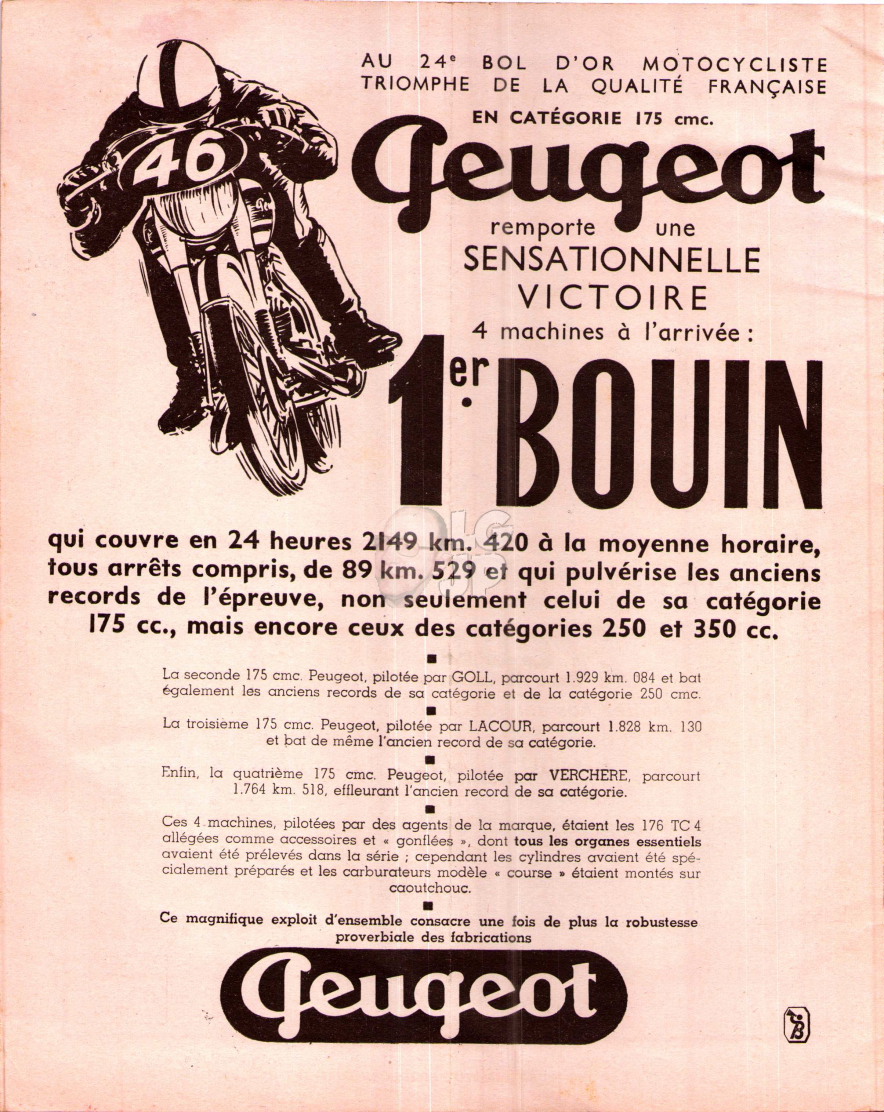 AU 24e BOL D'OR MOTOCYCLISTE
TRIOMPHE DE LA QUALITÉ FRANÇAISE
EN CATÉGORIE 175 cmc.
Peugeot
remporte une
SENSATIONNELLE
VICTOIRE
4 machines à l'arrivée :
1er BOUIN
46
qui couvre en 24 heures 2149 km. 420 à la moyenne horaire,
tous arrêts compris, de 89 km. 529 et qui pulvérise les anciens
records de l'épreuve, non seulement celui de sa catégorie
175 cc., mais encore ceux des catégories 250 et 350 cc.
La seconde 175 cmc. Peugeot, pilotée par GOLL, parcourt 1.929 km. 084 et bat
également les anciens records de sa catégorie et de la catégorie 250 cmc.
La troisieme 175 cmc. Peugeot, pilotée par LACOUR, parcourt 1.828 km. 130
et bat de même l'ancien record de sa catégorie.
Enfin, la quatrième 175 cmc. Peugeot, pilotée par VERCHÈRE, parcourt
1.764 km. 518, effleurant l'ancien record de sa catégorie.
Ces 4 machines, pilotées par des agents de la marque, étaient les 176 TC 4
allégées comme accessoires et « gonflées », dont tous les organes essentiels
avaient été prélevés dans la série ; cependant les cylindres avaient été spé-
cialement préparés et les carburateurs modèle « course » étaient montés sur
caoutchouc.
Ce magnifique exploit d'ensemble consacre une fois de plus la robustesse
proverbiale des fabrications
Peugeot
B